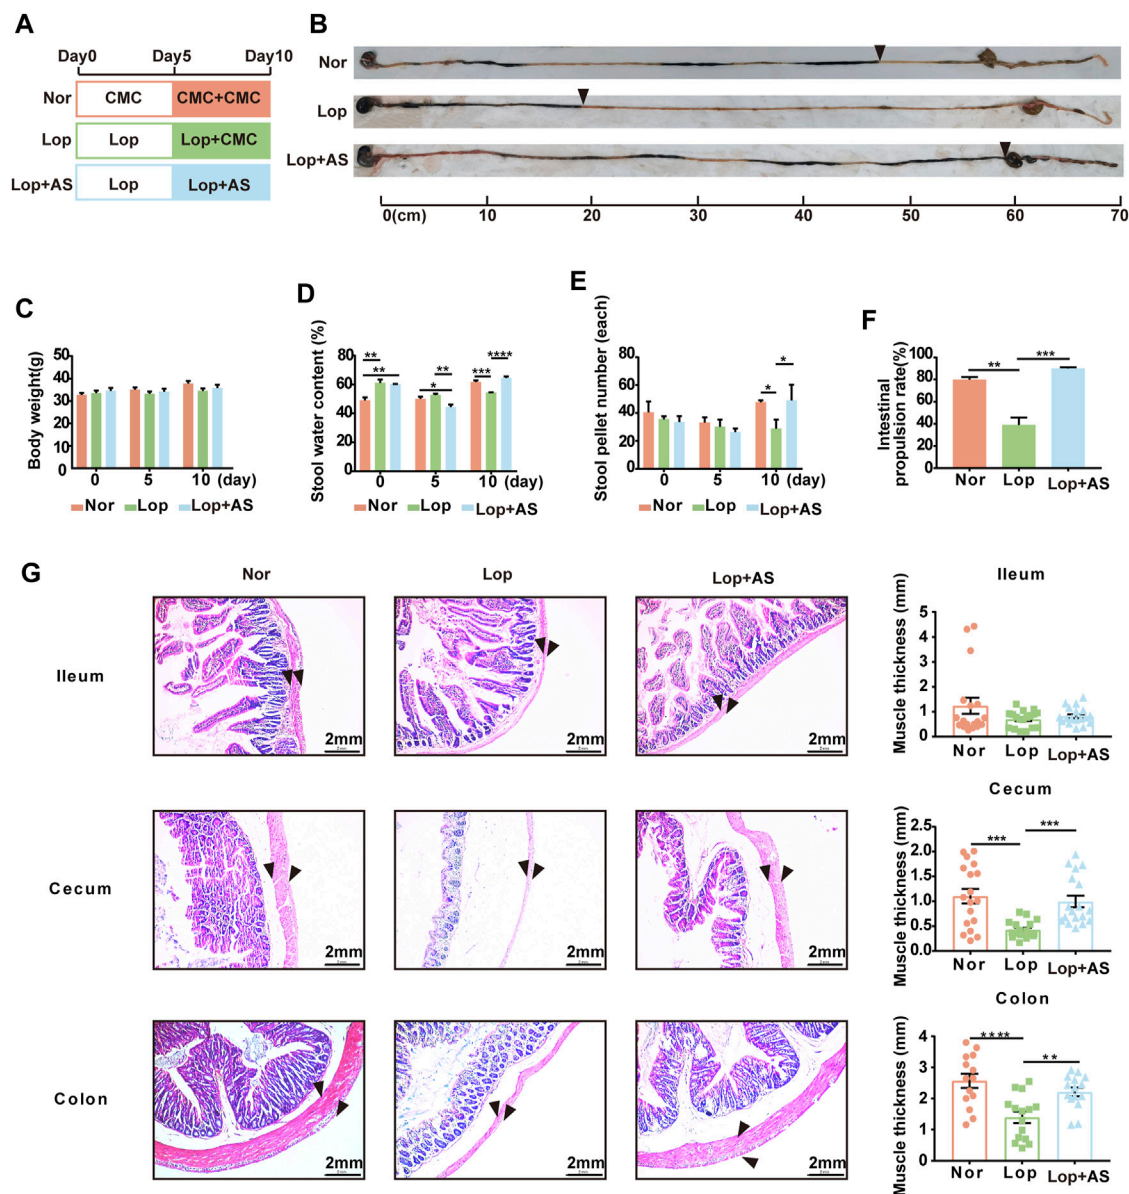 A
Day0 Day5 Day10
Nor CMC CMC+CMC
Lop Lop Lop+CMC
Lop+AS Lop Lop+AS
B
Nor
Lop
Lop+AS
0(cm) 10 20 30 40 50 60 70
C
Body weight(g)
50
40
30
20
10
0
0 5 10 (day)
Nor Lop Lop+AS
D
Stool water content (%)
80
60
40
20
0
** ** * ** *** ****
0 5 10 (day)
Nor Lop Lop+AS
E
Stool pellet number (each)
80
60
40
20
* *
0 5 10 (day)
Nor Lop Lop+AS
F
Intestinal
propulsion rate(%)
100
80
60
40
20
0
** ***
Nor Lop Lop+AS
G
Nor Lop Lop+AS
Ileum
2mm 2mm 2mm
Ileum
Muscle thickness (mm)
5
4
3
2
1
0
Nor Lop Lop+AS
Cecum
2mm 2mm 2mm
Cecum
Muscle thickness (mm)
2.5
2.0
1.5
1.0
0.5
0.0
*** ***
Nor Lop Lop+AS
Colon
2mm 2mm 2mm
Colon
Muscle thickness (mm)
4
3
2
1
0
**** **
Nor Lop Lop+AS